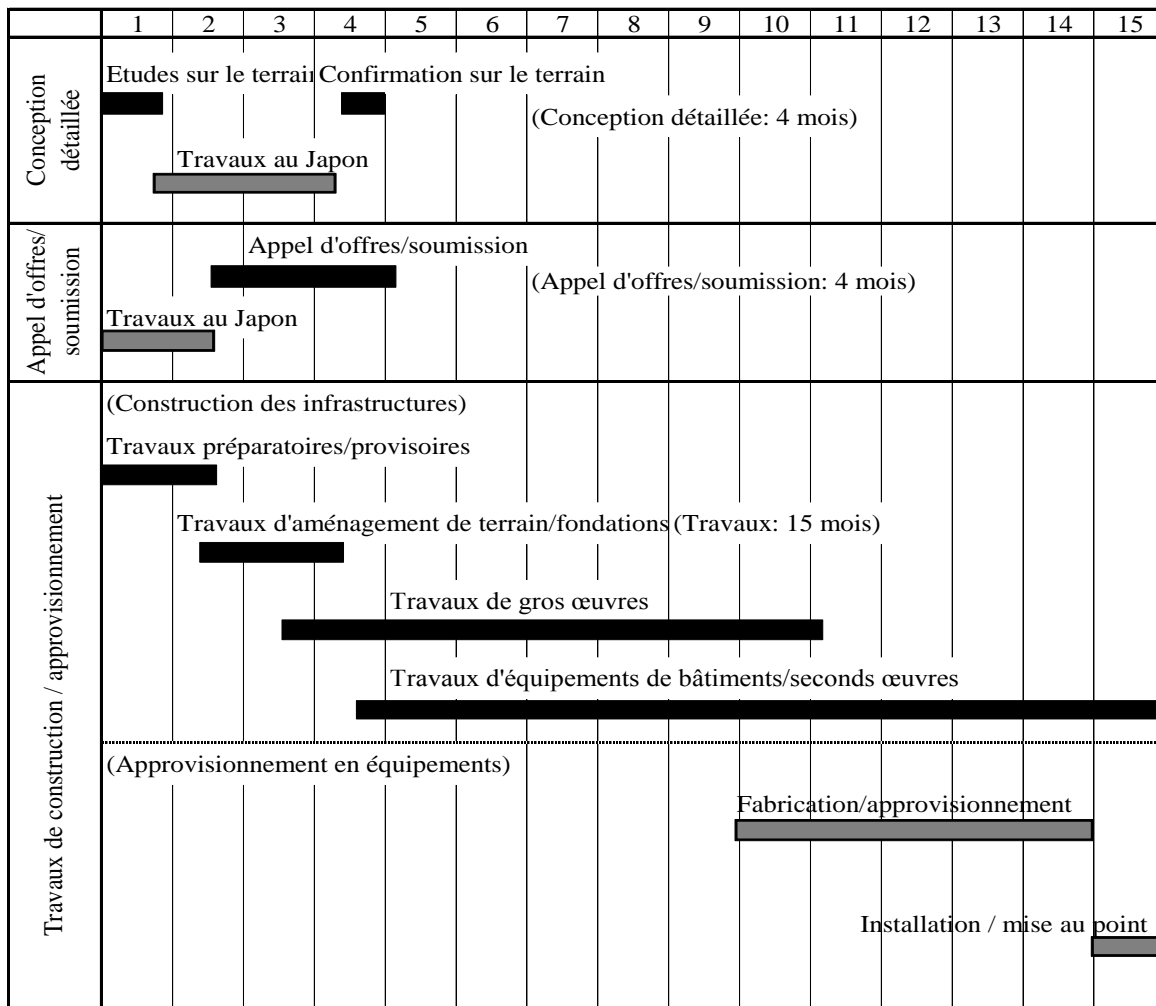 1 2 3 4 5 6 7 8 9 10 11 12 13 14 15
Conception
détaillée
Etudes sur le terrain Confirmation sur le terrain
(Conception détaillée: 4 mois)
Travaux au Japon
Appel d'offres/
soumission
Appel d'offres/soumission
(Appel d'offres/soumission: 4 mois)
Travaux au Japon
Travaux de construction / approvisionnement
(Construction des infrastructures)
Travaux préparatoires/provisoires
Travaux d'aménagement de terrain/fondations (Travaux: 15 mois)
Travaux de gros œuvres
Travaux d'équipements de bâtiments/seconds œuvres
(Approvisionnement en équipements)
Fabrication/approvisionnement
Installation / mise au point